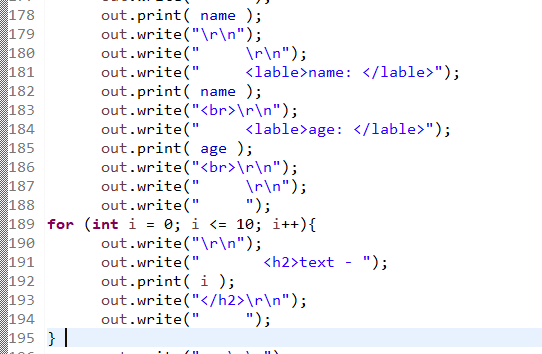 178 out.print( name );
179 out.write("\r\n");
180 out.write("     \r\n");
181 out.write("     <lable>name: </lable>");
182 out.print( name );
183 out.write("<br>\r\n");
184 out.write("     <lable>age: </lable>");
185 out.print( age );
186 out.write("<br>\r\n");
187 out.write("     \r\n");
188 out.write("     ");
189 for (int i = 0; i <= 10; i++){
190 out.write("\r\n");
191 out.write("       <h2>text - ");
192 out.print( i );
193 out.write("</h2>\r\n");
194 out.write("     ");
195 }